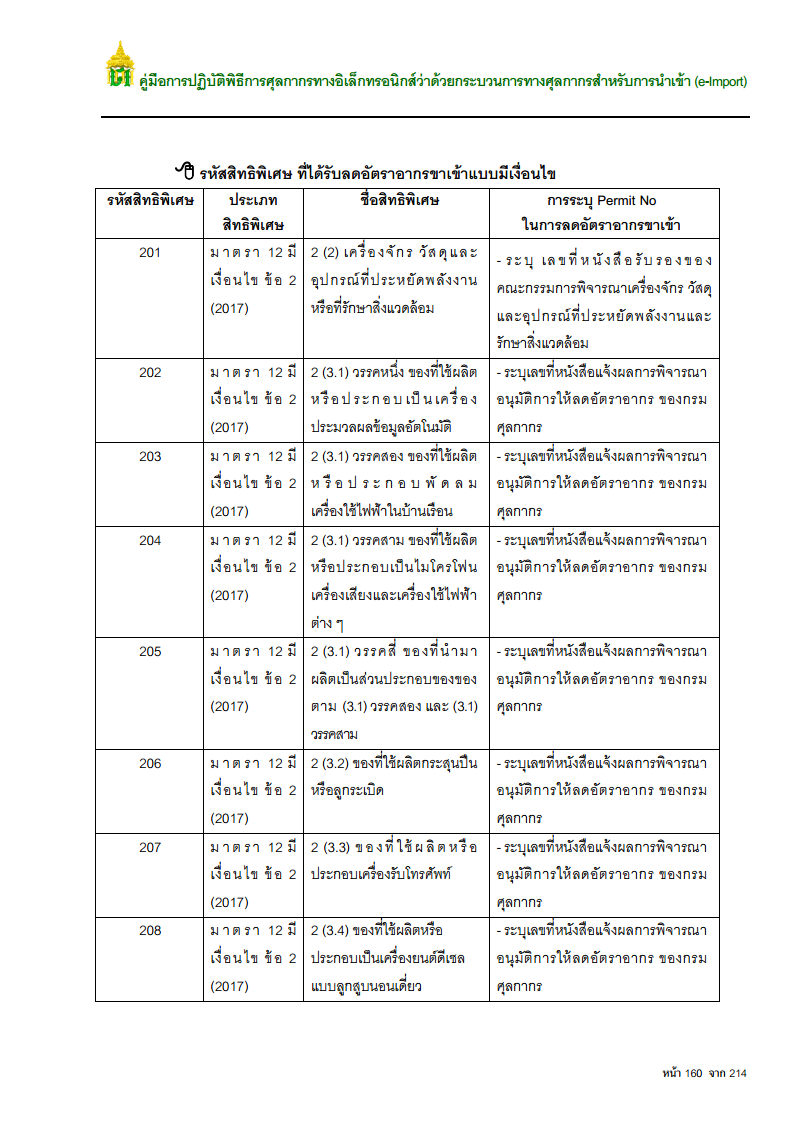 คู่มือการปฏิบัติพิธีการศุลกากรทางอิเล็กทรอนิกส์ว่าด้วยกระบวนการทางศุลกากรสำหรับการนำเข้า (e-Import)
รหัสสิทธิพิเศษ ที่ได้รับลดอัตราอากรขาเข้าแบบมีเงื่อนไข
รหัสสิทธิพิเศษ
ประเภท
สิทธิพิเศษ
ชื่อสิทธิพิเศษ
การระบุ Permit No
ในการลดอัตราอากรขาเข้า
201
มาตรา 12 มี
เงื่อนไข ข้อ 2
(2017)
2 (2) เครื่องจักร วัสดุและ
อุปกรณ์ที่ประหยัดพลังงาน
หรือที่รักษาสิ่งแวดล้อม
- ระบุ เลขที่หนังสือรับรองของ
คณะกรรมการพิจารณาเครื่องจักร วัสดุ
และอุปกรณ์ที่ประหยัดพลังงานและ
รักษาสิ่งแวดล้อม
202
มาตรา 12 มี
เงื่อนไข ข้อ 2
(2017)
2 (3.1) วรรคหนึ่ง ของที่ใช้ผลิต
หรือประกอบเป็นเครื่อง
ประมวลผลข้อมูลอัตโนมัติ
- ระบุเลขที่หนังสือแจ้งผลการพิจารณา
อนุมัติการให้ลดอัตราอากร ของกรม
ศุลกากร
203
มาตรา 12 มี
เงื่อนไข ข้อ 2
(2017)
2 (3.1) วรรคสอง ของที่ใช้ผลิต
หรือประกอบพัดลม
เครื่องใช้ไฟฟ้าในบ้านเรือน
- ระบุเลขที่หนังสือแจ้งผลการพิจารณา
อนุมัติการให้ลดอัตราอากร ของกรม
ศุลกากร
204
มาตรา 12 มี
เงื่อนไข ข้อ 2
(2017)
2 (3.1) วรรคสาม ของที่ใช้ผลิต
หรือประกอบเป็นไมโครโฟน
เครื่องเสียงและเครื่องใช้ไฟฟ้า
ต่าง ๆ
- ระบุเลขที่หนังสือแจ้งผลการพิจารณา
อนุมัติการให้ลดอัตราอากร ของกรม
ศุลกากร
205
มาตรา 12 มี
เงื่อนไข ข้อ 2
(2017)
2 (3.1) วรรคสี่ ของที่นำมา
ผลิตเป็นส่วนประกอบของของ
ตาม (3.1) วรรคสอง และ (3.1)
วรรคสาม
- ระบุเลขที่หนังสือแจ้งผลการพิจารณา
อนุมัติการให้ลดอัตราอากร ของกรม
ศุลกากร
206
มาตรา 12 มี
เงื่อนไข ข้อ 2
(2017)
2 (3.2) ของที่ใช้ผลิตกระสุนปืน
หรือลูกระเบิด
- ระบุเลขที่หนังสือแจ้งผลการพิจารณา
อนุมัติการให้ลดอัตราอากร ของกรม
ศุลกากร
207
มาตรา 12 มี
เงื่อนไข ข้อ 2
(2017)
2 (3.3) ของที่ใช้ผลิตหรือ
ประกอบเครื่องรับโทรศัพท์
- ระบุเลขที่หนังสือแจ้งผลการพิจารณา
อนุมัติการให้ลดอัตราอากร ของกรม
ศุลกากร
208
มาตรา 12 มี
เงื่อนไข ข้อ 2
(2017)
2 (3.4) ของที่ใช้ผลิตหรือ
ประกอบเป็นเครื่องยนต์ดีเซล
แบบลูกสูบนอนเดี่ยว
- ระบุเลขที่หนังสือแจ้งผลการพิจารณา
อนุมัติการให้ลดอัตราอากร ของกรม
ศุลกากร
หน้า 160 จาก 214